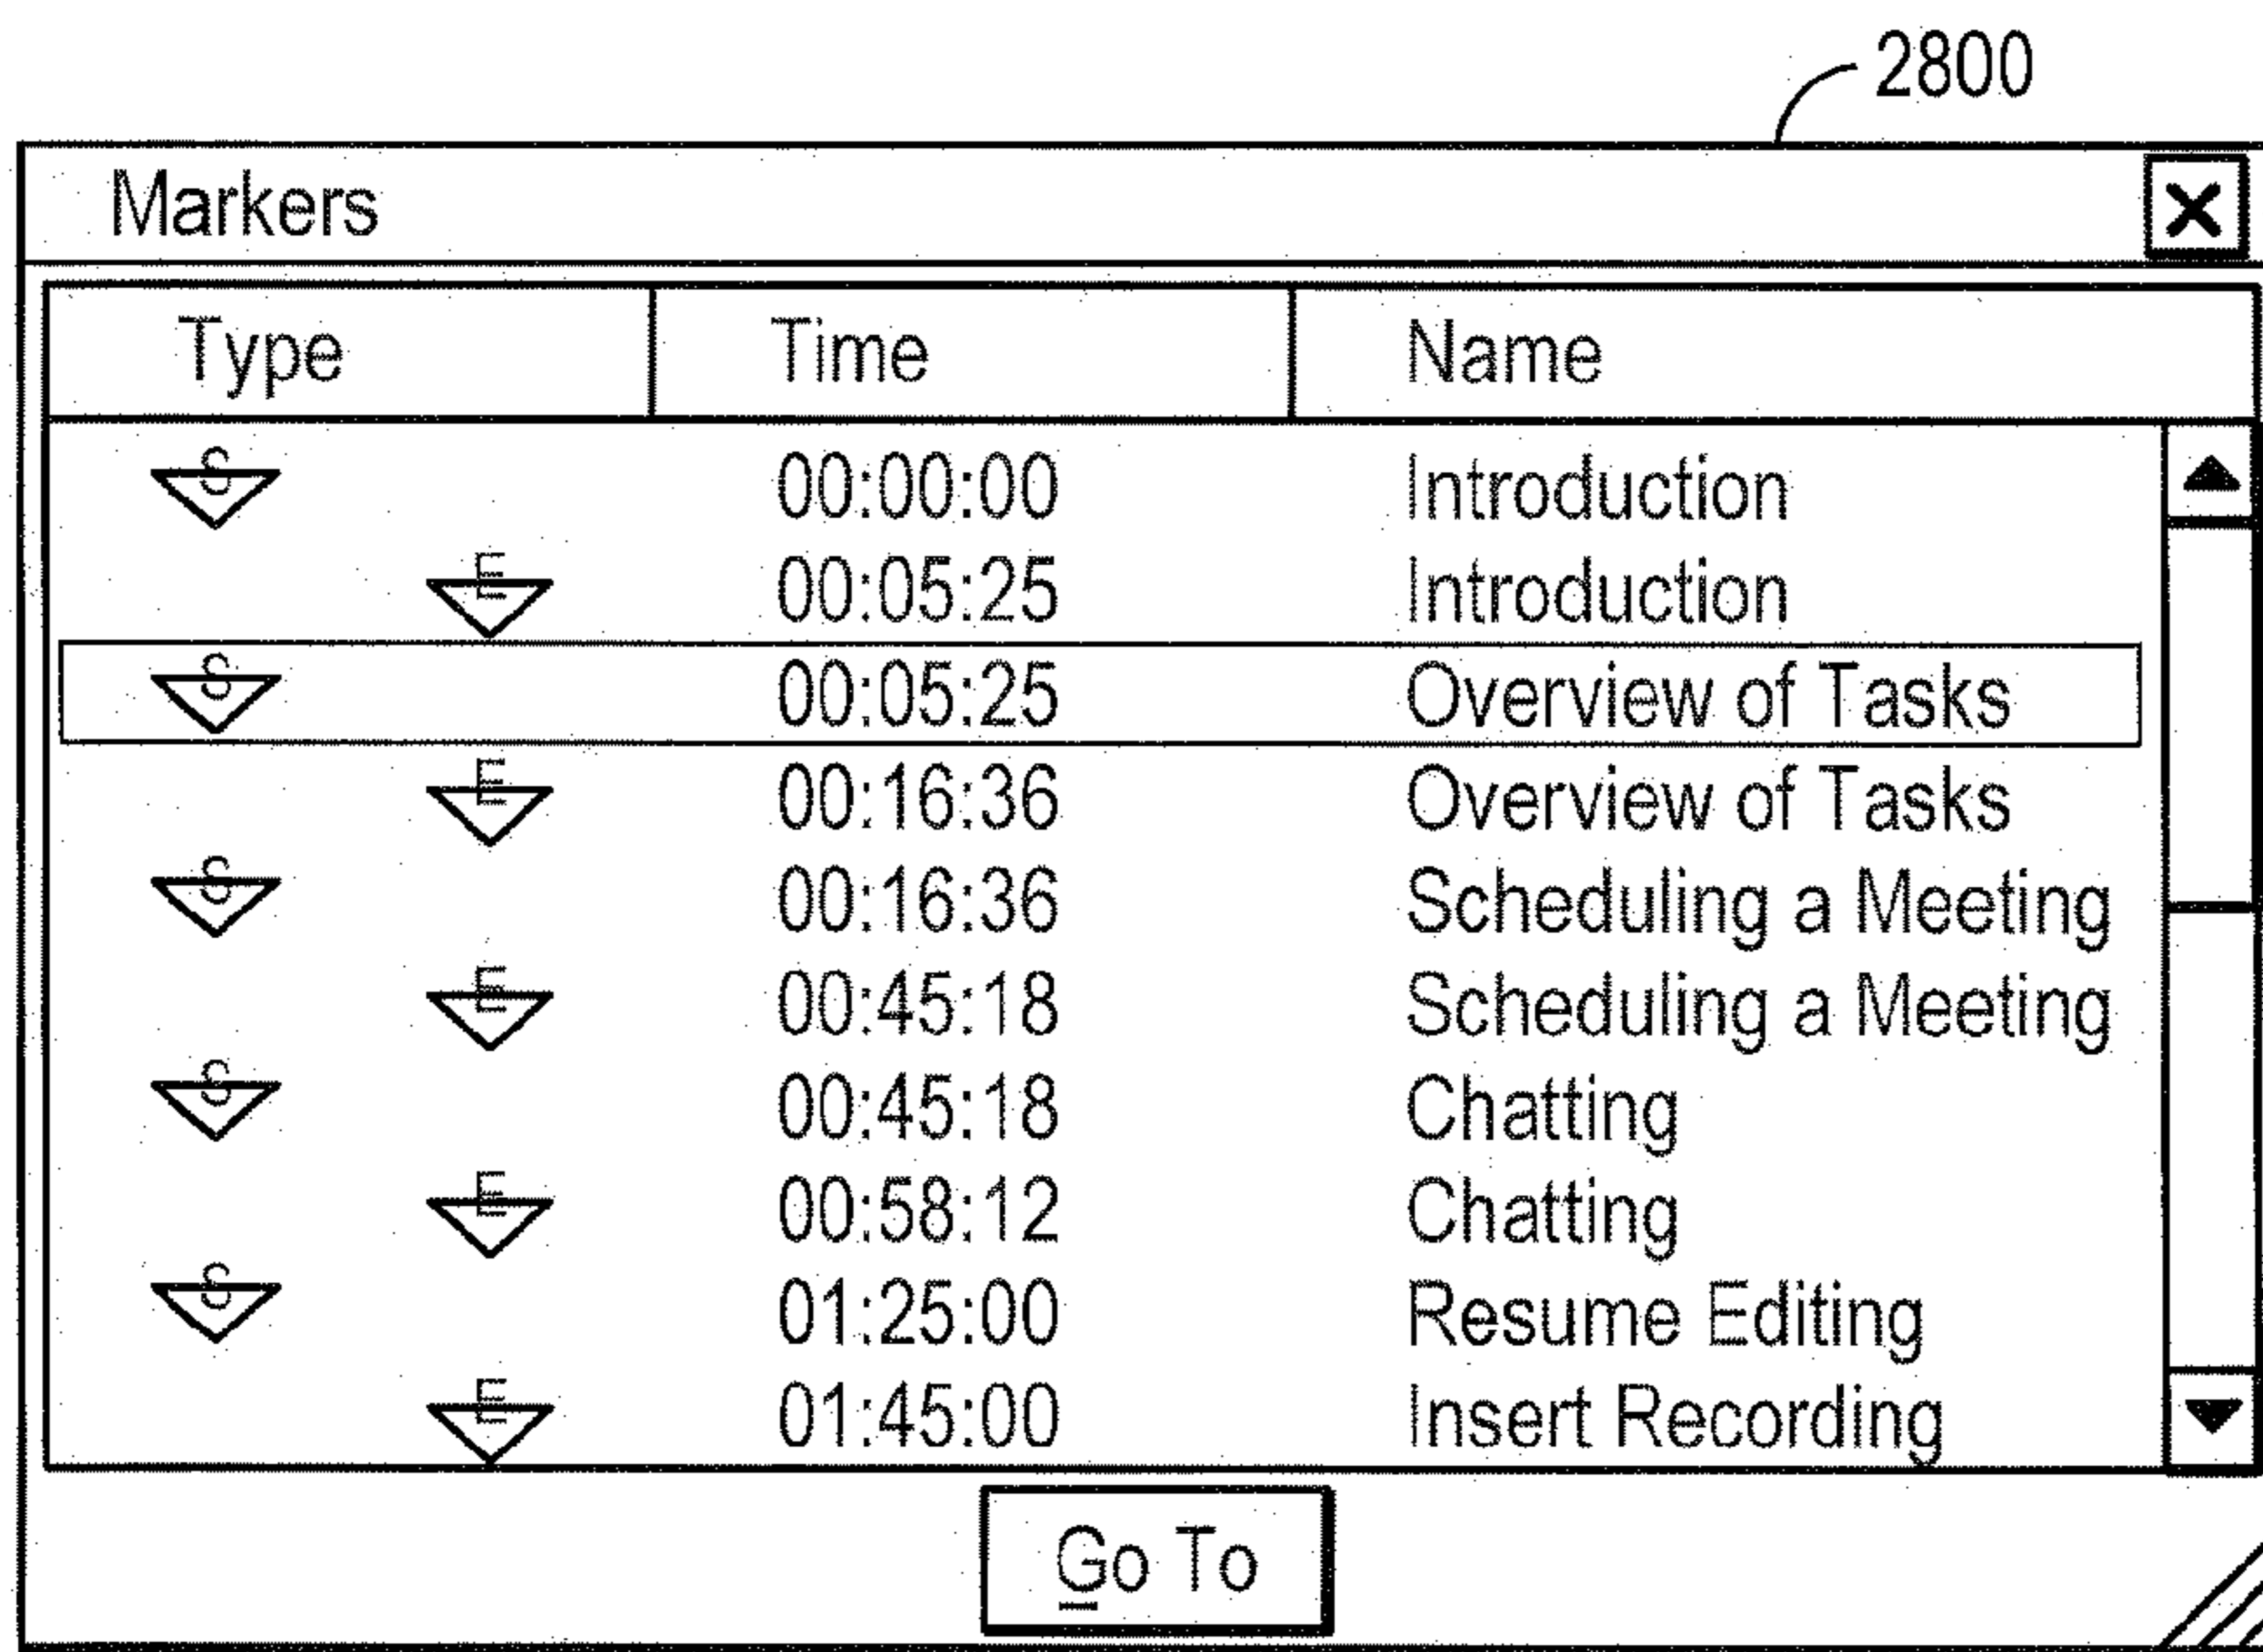 2800
Markers
Type Time Name
S 00:00:00 Introduction
E 00:05:25 Introduction
S 00:05:25 Overview of Tasks
E 00:16:36 Overview of Tasks
S 00:16:36 Scheduling a Meeting
E 00:45:18 Scheduling a Meeting
S 00:45:18 Chatting
E 00:58:12 Chatting
S 01:25:00 Resume Editing
E 01:45:00 Insert Recording
Go To